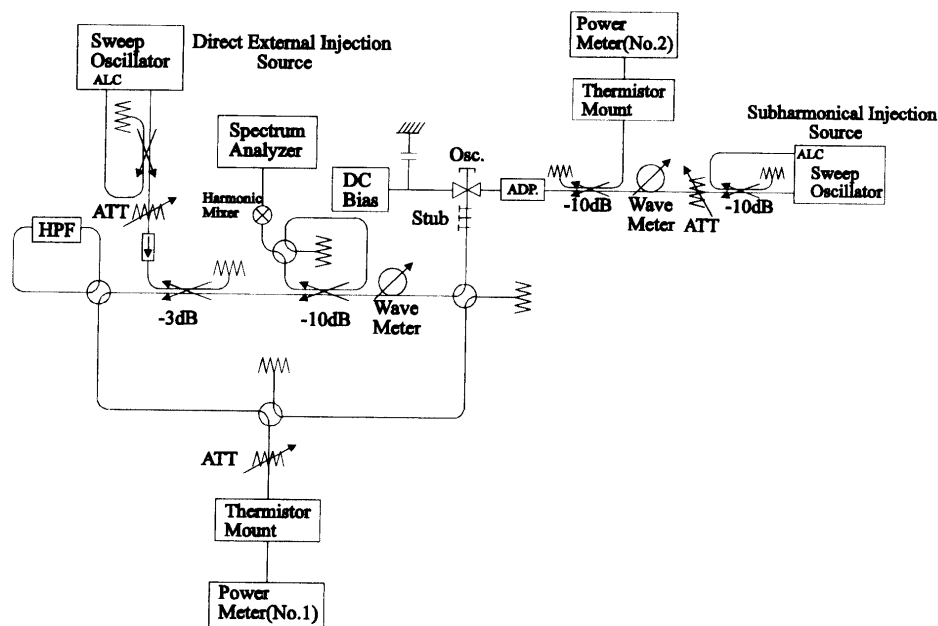 Sweep
Oscillator
ALC
Direct External Injection
Source
Power
Meter(No.2)
Thermistor
Mount
Subharmonical Injection
Source
ALC
Sweep
Oscillator
Spectrum
Analyzer
Osc.
DC
Bias
ADP.
-10dB
Wave
Meter
ATT
-10dB
Harmonic
Mixer
Stub
ATT
HPF
-3dB
-10dB
Wave
Meter
ATT
Thermistor
Mount
Power
Meter(No.1)